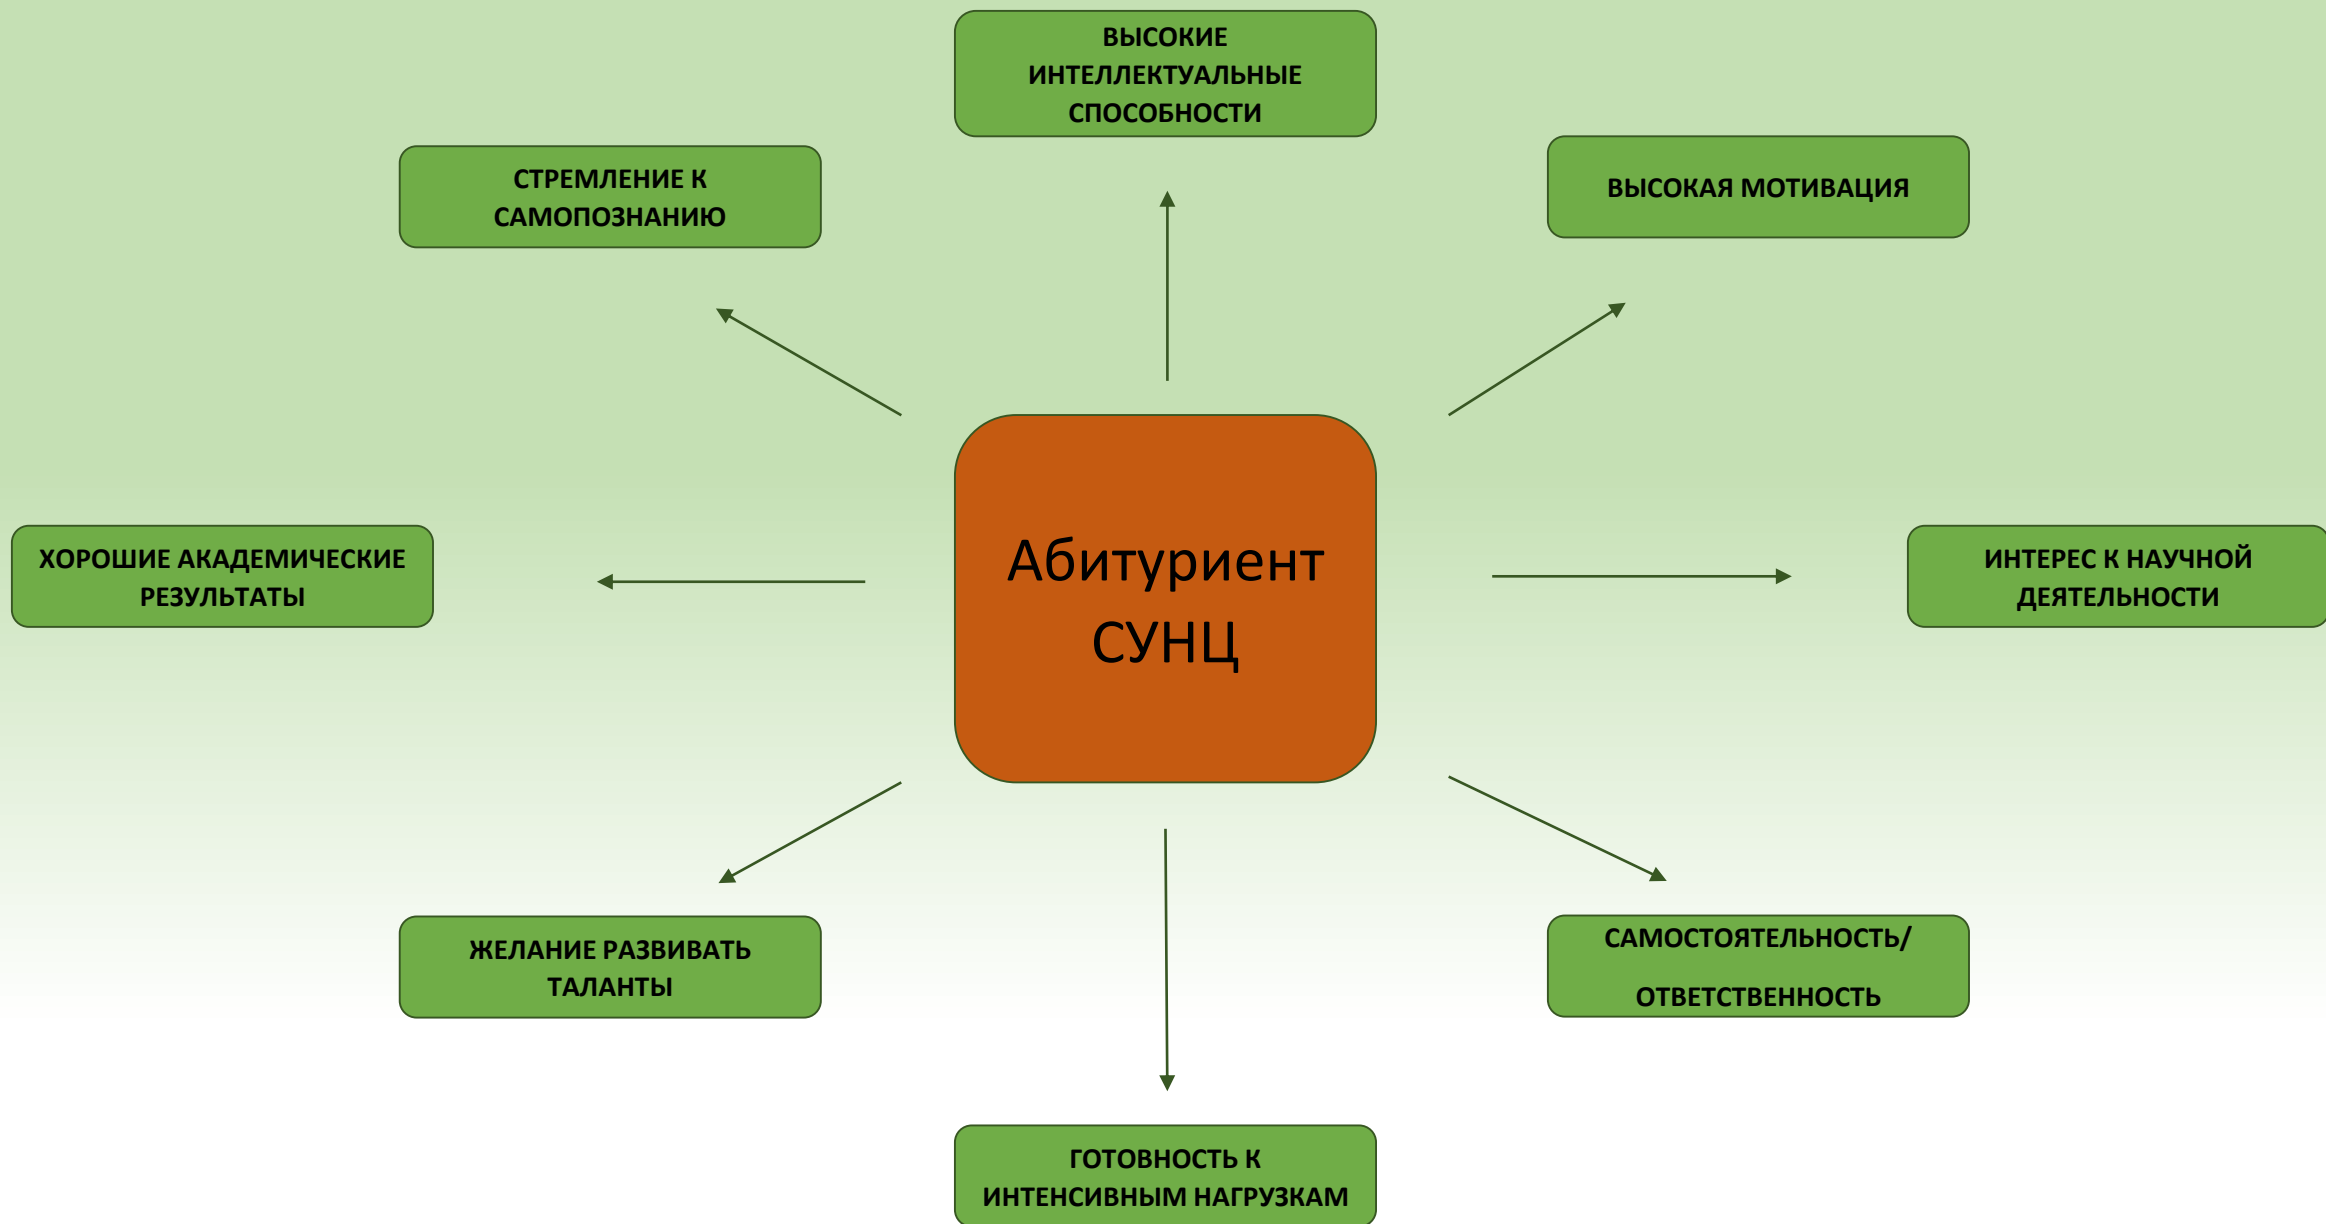 ВЫСОКИЕ
ИНТЕЛЛЕКТУАЛЬНЫЕ
СПОСОБНОСТИ
СТРЕМЛЕНИЕ К
САМОПОЗНАНИЮ
ВЫСОКАЯ МОТИВАЦИЯ
ХОРОШИЕ АКАДЕМИЧЕСКИЕ
РЕЗУЛЬТАТЫ
Абитуриент
СУНЦ
ИНТЕРЕС К НАУЧНОЙ
ДЕЯТЕЛЬНОСТИ
ЖЕЛАНИЕ РАЗВИВАТЬ
ТАЛАНТЫ
САМОСТОЯТЕЛЬНОСТЬ/
ОТВЕТСТВЕННОСТЬ
ГОТОВНОСТЬ К
ИНТЕНСИВНЫМ НАГРУЗКАМ